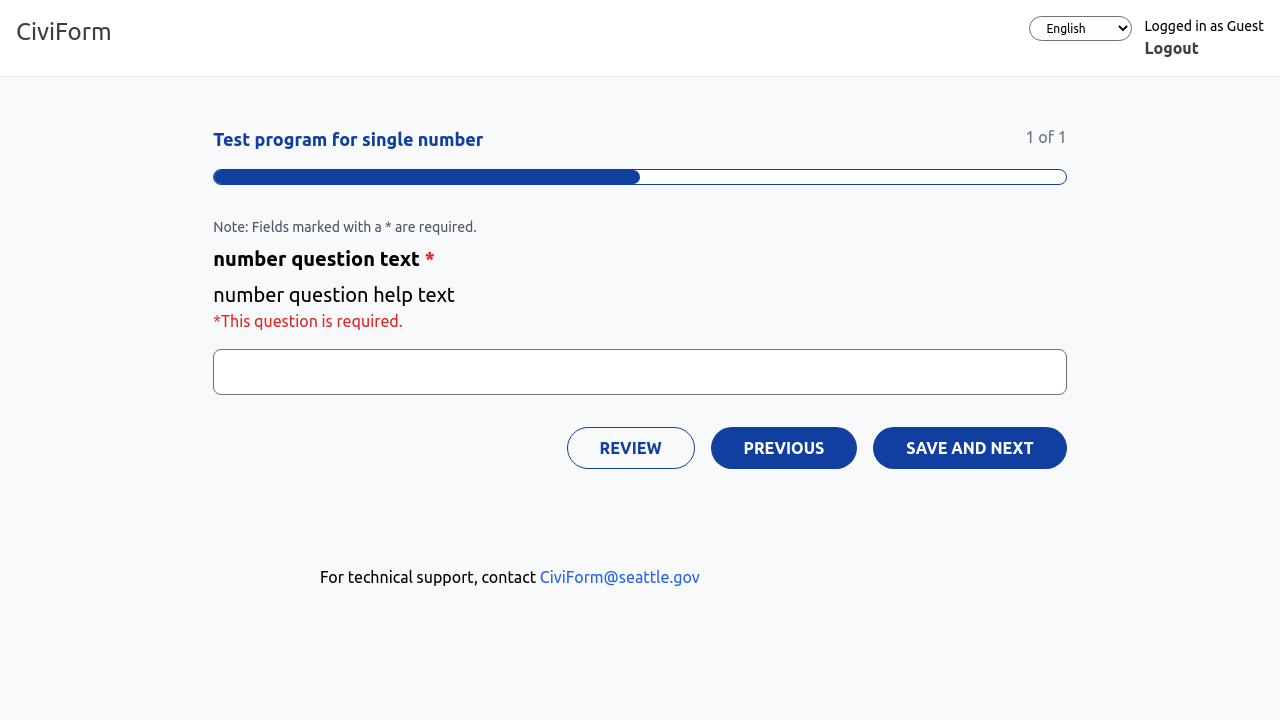 CiviForm
English
Logged in as Guest
Logout
Test program for single number
1 of 1
Note: Fields marked with a * are required.
number question text *
number question help text
*This question is required.
REVIEW
PREVIOUS
SAVE AND NEXT
For technical support, contact CiviForm@seattle.gov